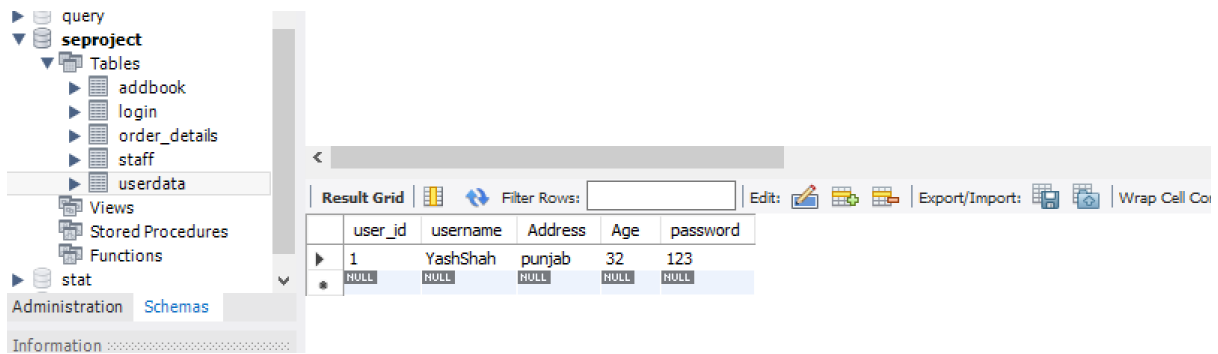 query
seproject
Tables
addbook
login
order_details
staff
userdata
Views
Stored Procedures
Functions
stat
Administration Schemas
Information
Result Grid Filter Rows: Edit: Export/Import: Wrap Cell Co
user_id username Address Age password
1 YashShah punjab 32 123
NULL NULL NULL NULL NULL